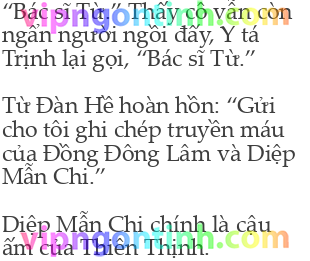 “Bác sĩ Từ.” Thấy cô vẫn còn
ngẩn người ngồi đấy, Y tá
Trịnh lại gọi, “Bác sĩ Từ.”
Từ Đàn Hề hoàn hồn: “Gửi
cho tôi ghi chép truyền máu
của Đồng Đông Lâm và Diệp
Mẫn Chi.”
Diệp Mẫn Chi chính là cậu
ấm của Thiên Thịnh.
vipngontinh.com
vipngontinh.com